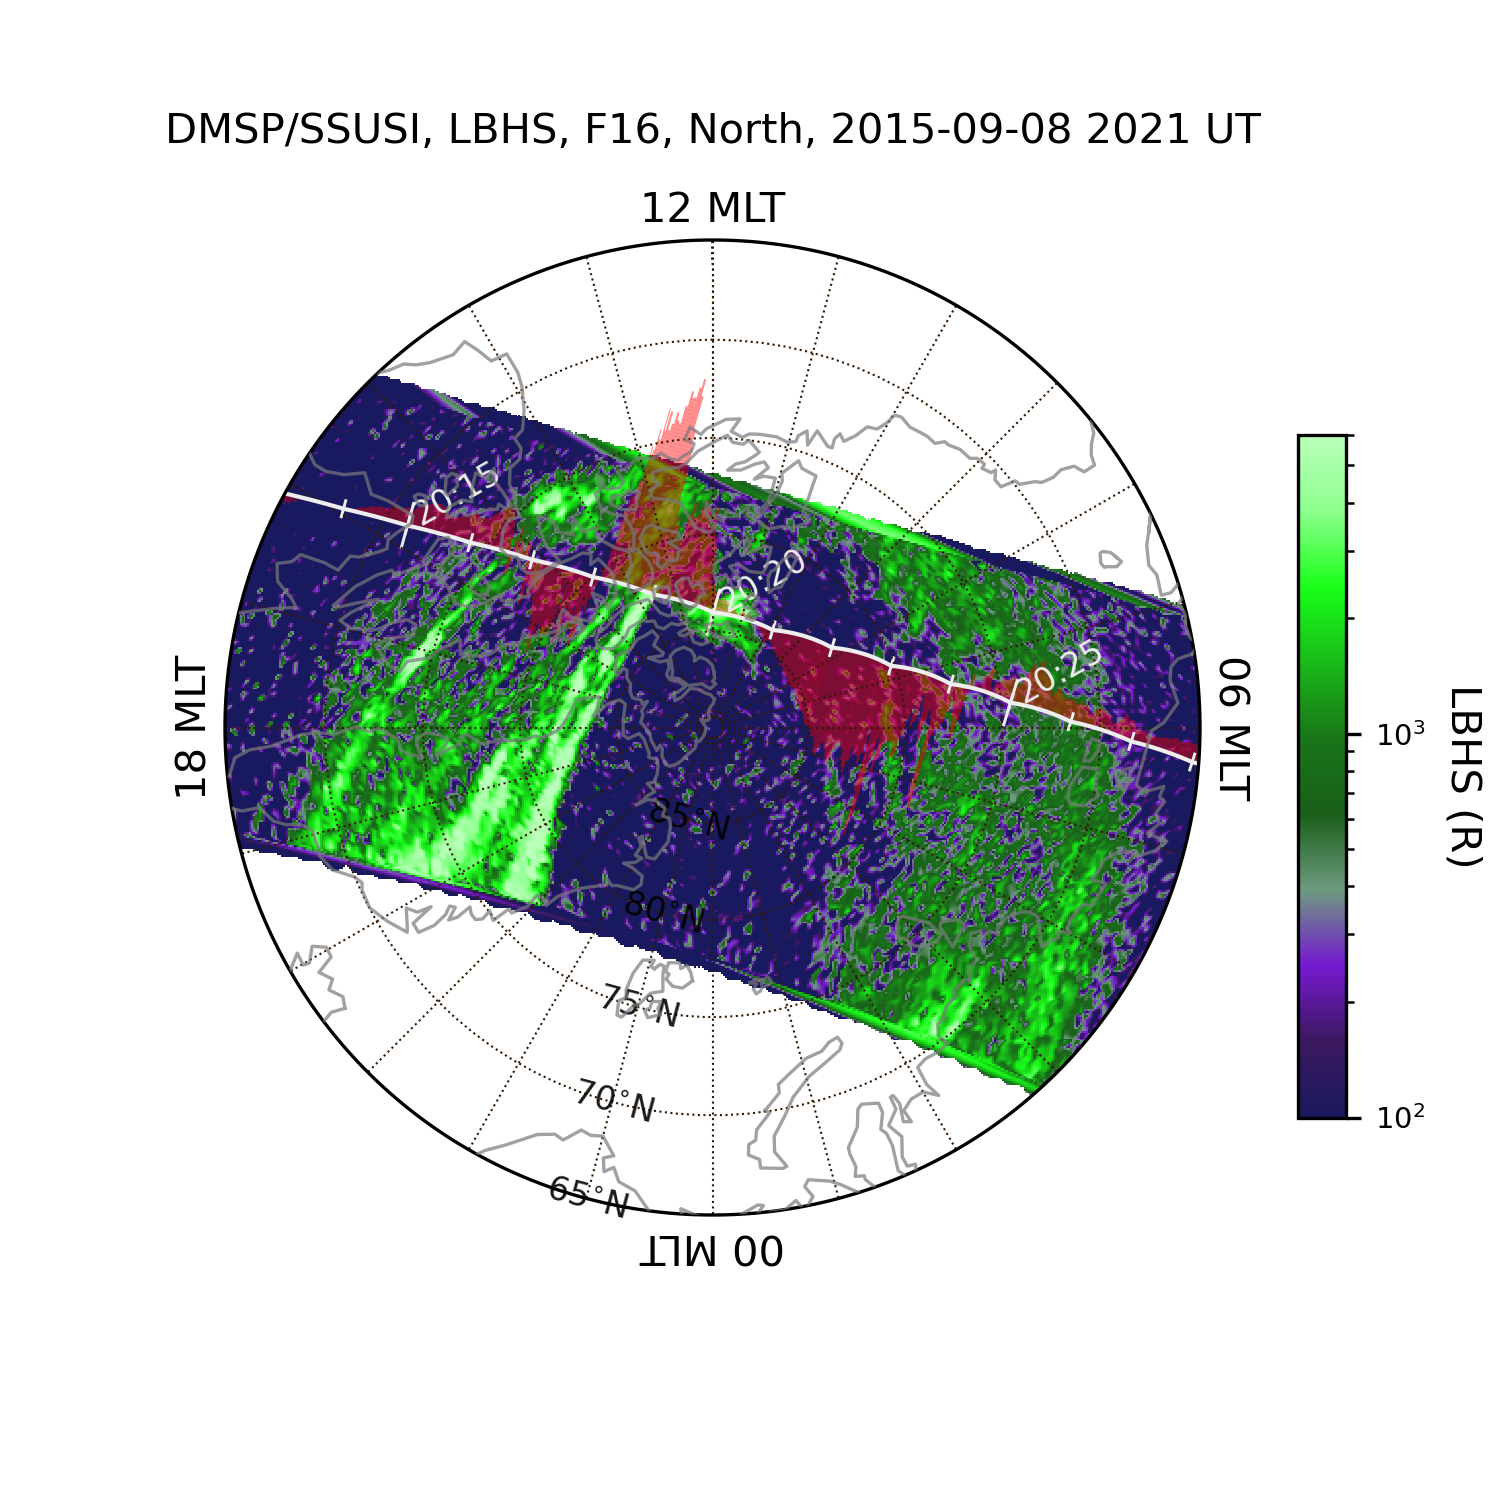 DMSP/SSUSI, LBHS, F16, North, 2015-09-08 2021 UT
12 MLT
20:15
20:20
20:25
18 MLT
06 MLT
85°N
80°N
75°N
70°N
65°N
00 MLT
10³
10²
LBHS (R)